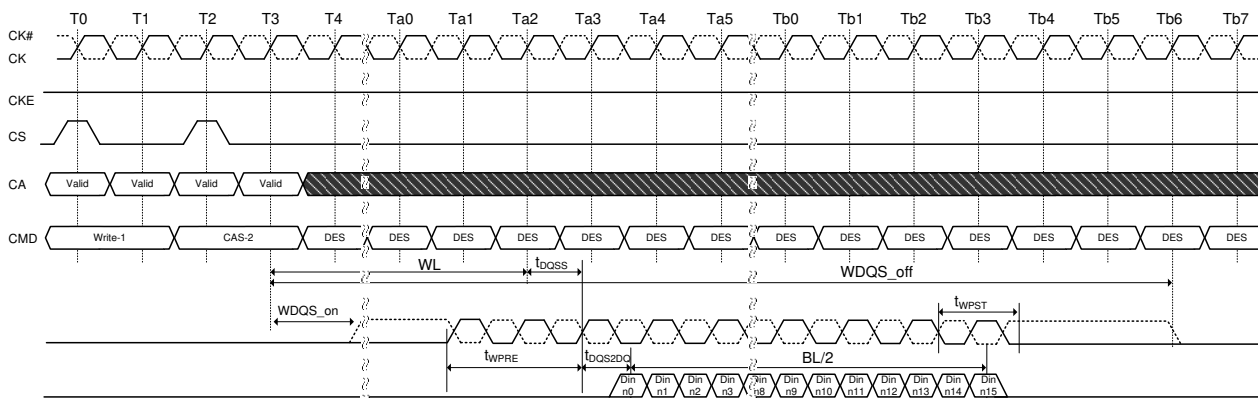 T0 T1 T2 T3 T4 Ta0 Ta1 Ta2 Ta3 Ta4 Ta5 Tb0 Tb1 Tb2 Tb3 Tb4 Tb5 Tb6 Tb7
CK#
CK
CKE
CS
CA Valid Valid Valid Valid
CMD Write-1 CAS-2 DES DES DES DES DES DES DES DES DES DES DES DES DES DES DES
WL tDQSS WDQS_off
WDQS_on tWPST
tWPRE tDQS2DQ BL/2
Din Din Din Din Din Din Din Din Din Din Din Din
n0 n1 n2 n3 n8 n9 n10 n11 n12 n13 n14 n15